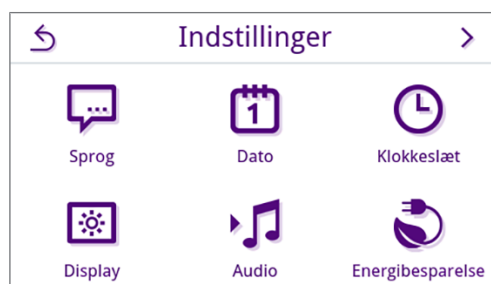 Indstillinger
1
Sprog Dato Klokkeslæt
Display Audio Energibesparelse